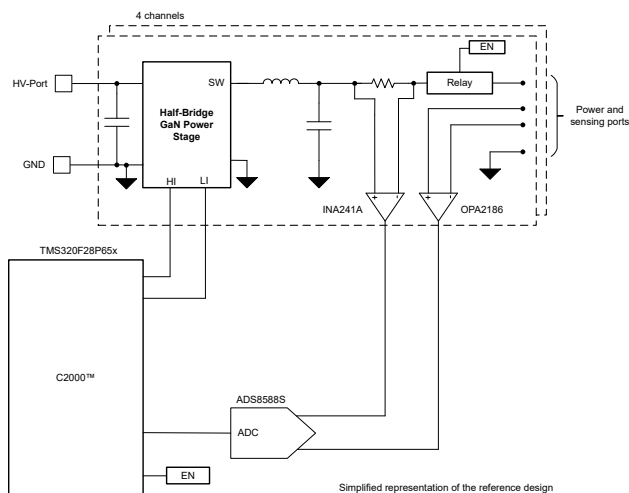 4 channels
EN
HV-Port
SW
Relay
Half-Bridge
GaN Power
Stage
Power and
sensing ports
GND
HI
LI
+
-
+
-
INA241A
OPA2186
TMS320F28P65x
C2000™
ADS8588S
ADC
EN
Simplified representation of the reference design